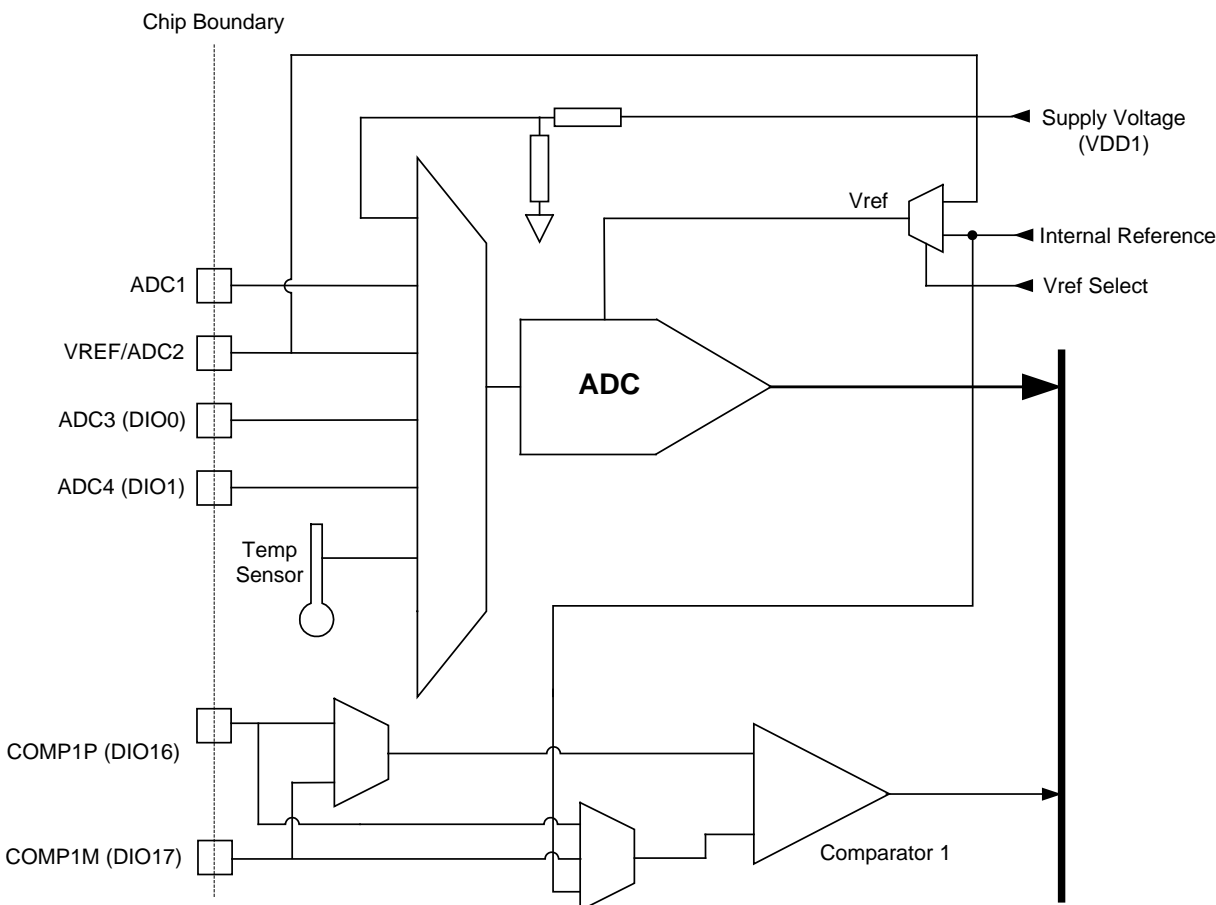 Chip Boundary
Supply Voltage
(VDD1)
Vref
Internal Reference
ADC1
Vref Select
VREF/ADC2
ADC
ADC3 (DIO0)
ADC4 (DIO1)
Temp
Sensor
COMP1P (DIO16)
COMP1M (DIO17)
Comparator 1